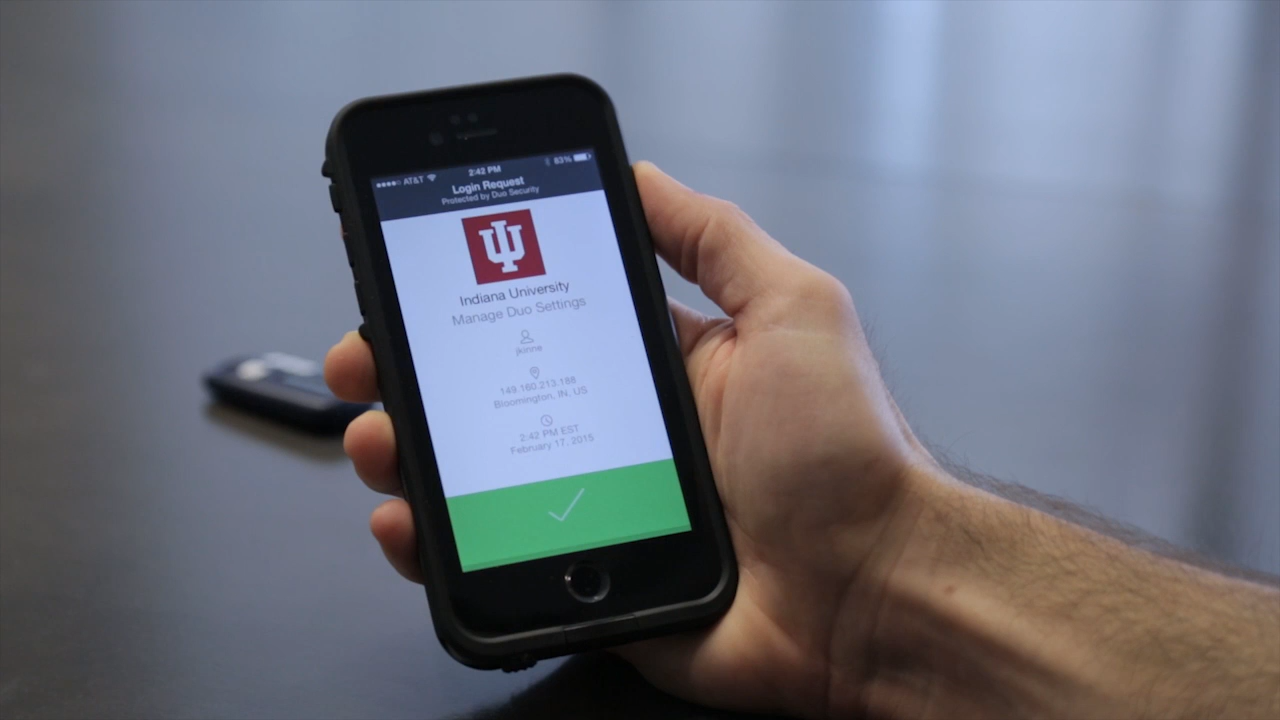 AT&T 2:42 PM 83%
Login Request
Protected by Duo Security
Indiana University
Manage Duo Settings
jkinne
149.160.213.188
Bloomington, IN, US
2:42 PM EST
February 17, 2015